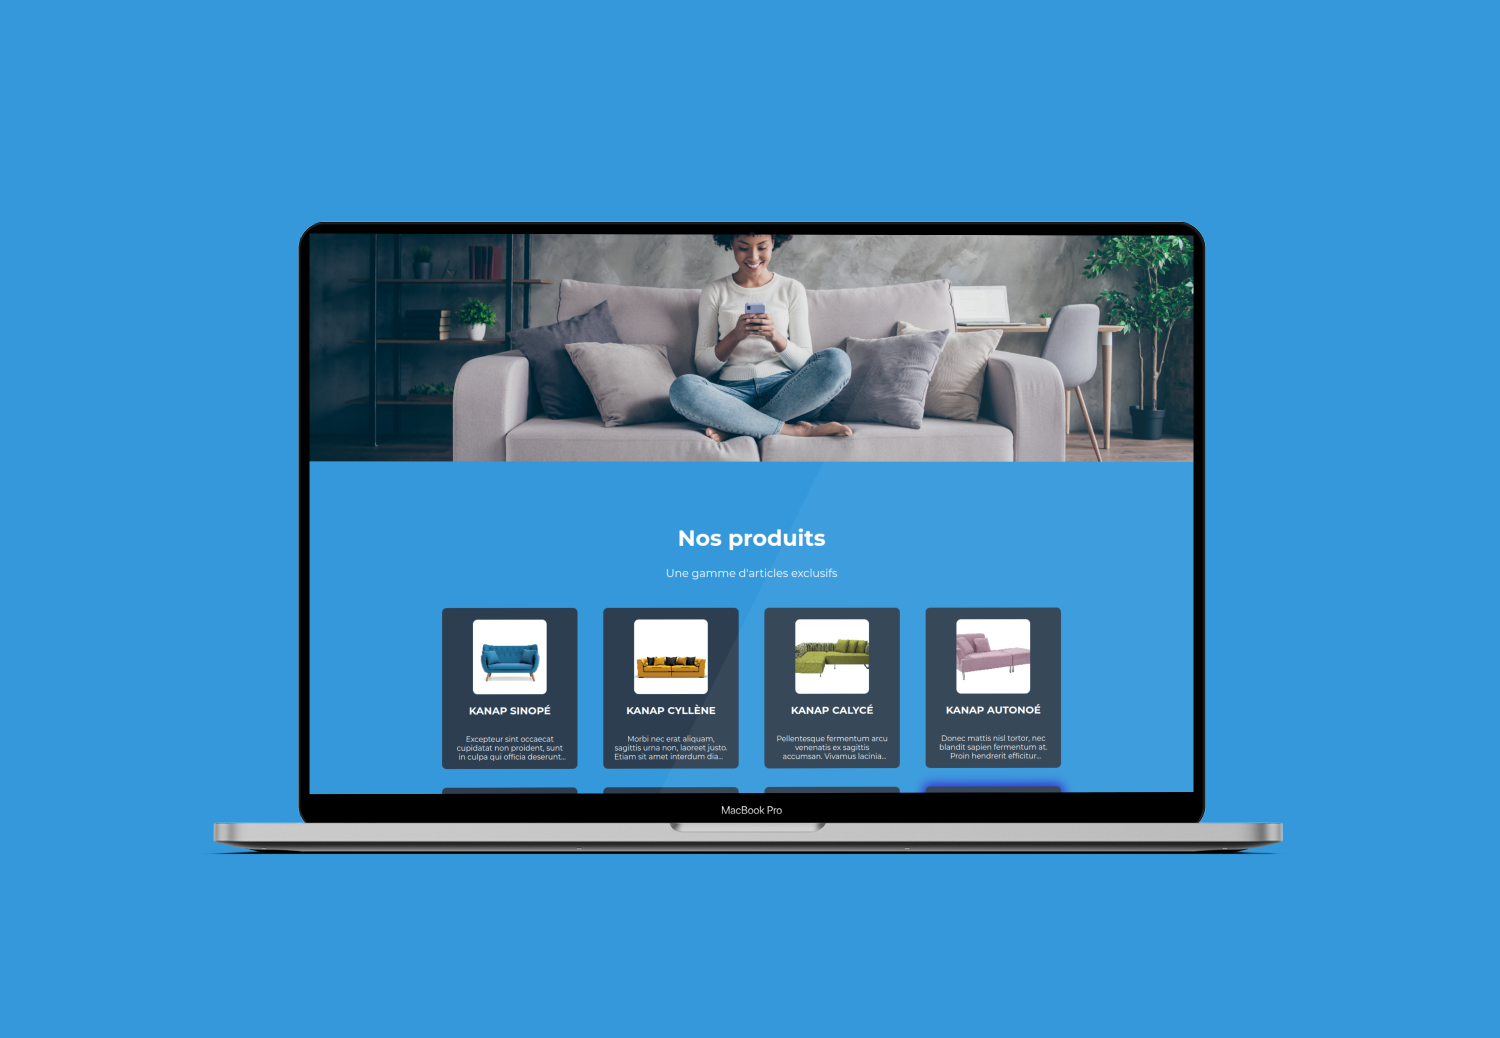 Nos produits
Une gamme d'articles exclusifs
KANAP SINOPÉ
Excepteur sint occaecat
cupidatat non proident, sunt
in culpa qui officia deserunt...
KANAP CYLLÈNE
Morbi nec erat aliquam,
sagittis urna non, laoreet justo.
Etiam sit amet interdum dia...
KANAP CALYCÉ
Pellentesque fermentum arcu
venenatis ex sagittis
accumsan. Vivamus lacinia...
KANAP AUTONOÉ
Donec mattis nisl tortor, nec
blandit sapien fermentum at.
Proin hendrerit efficitur...
MacBook Pro